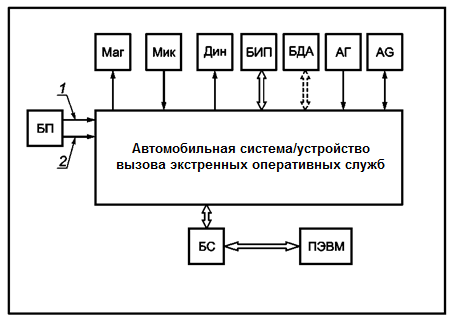 Маг Мик Дин БИП БДА АГ AG
1
БП
2
Автомобильная система/устройство
вызова экстренных оперативных служб
БС ПЭВМ